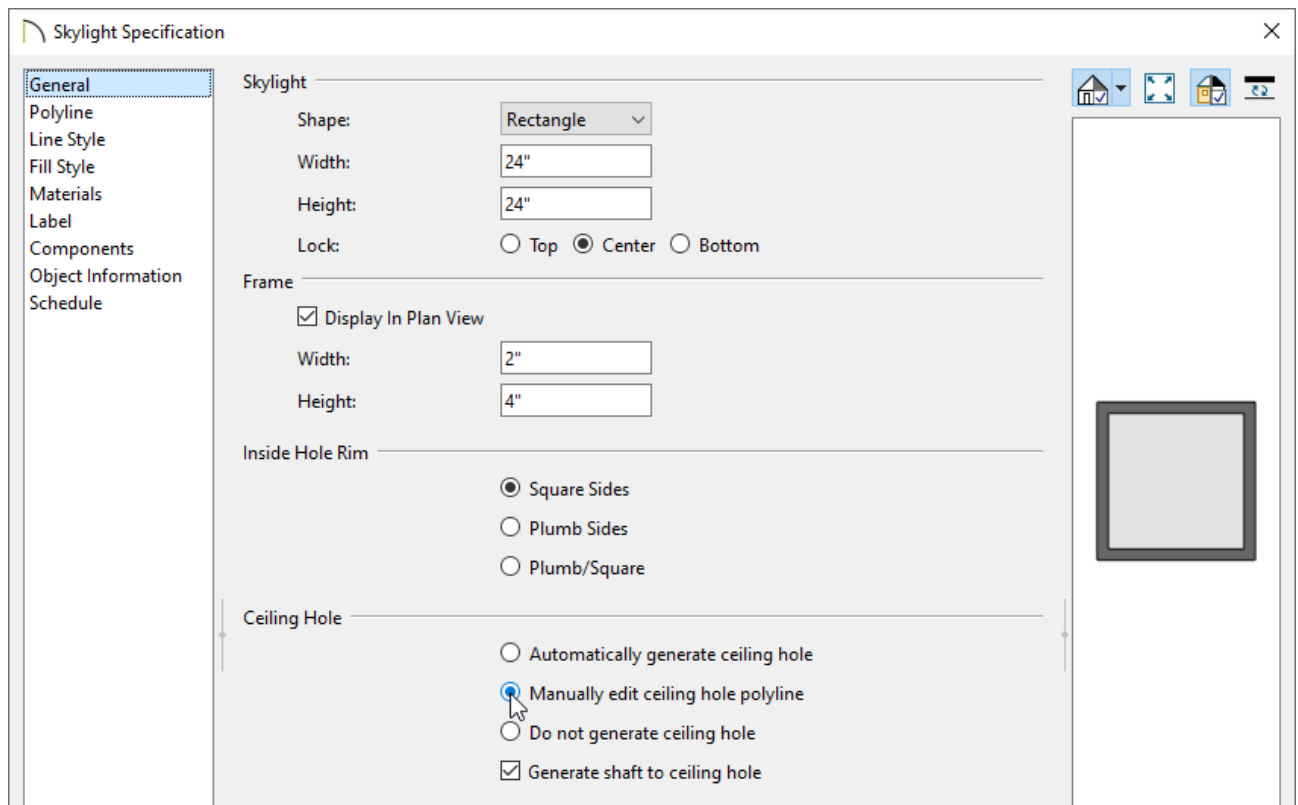 Skylight Specification
General
Polyline
Line Style
Fill Style
Materials
Label
Components
Object Information
Schedule
Skylight
Shape: Rectangle
Width: 24"
Height: 24"
Lock: Top Center Bottom
Frame
Display In Plan View
Width: 2"
Height: 4"
Inside Hole Rim
Square Sides
Plumb Sides
Plumb/Square
Ceiling Hole
Automatically generate ceiling hole
Manually edit ceiling hole polyline
Do not generate ceiling hole
Generate shaft to ceiling hole